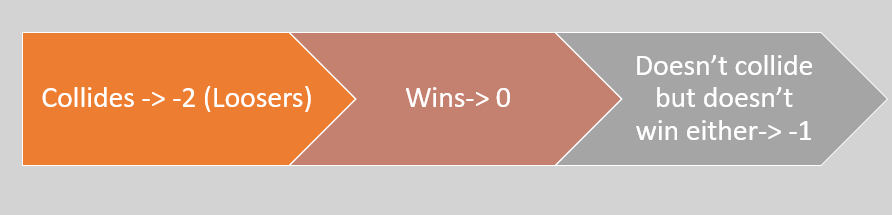 Collides -> -2 (Loosers)
Wins-> 0
Doesn’t collide
but doesn’t
win either-> -1